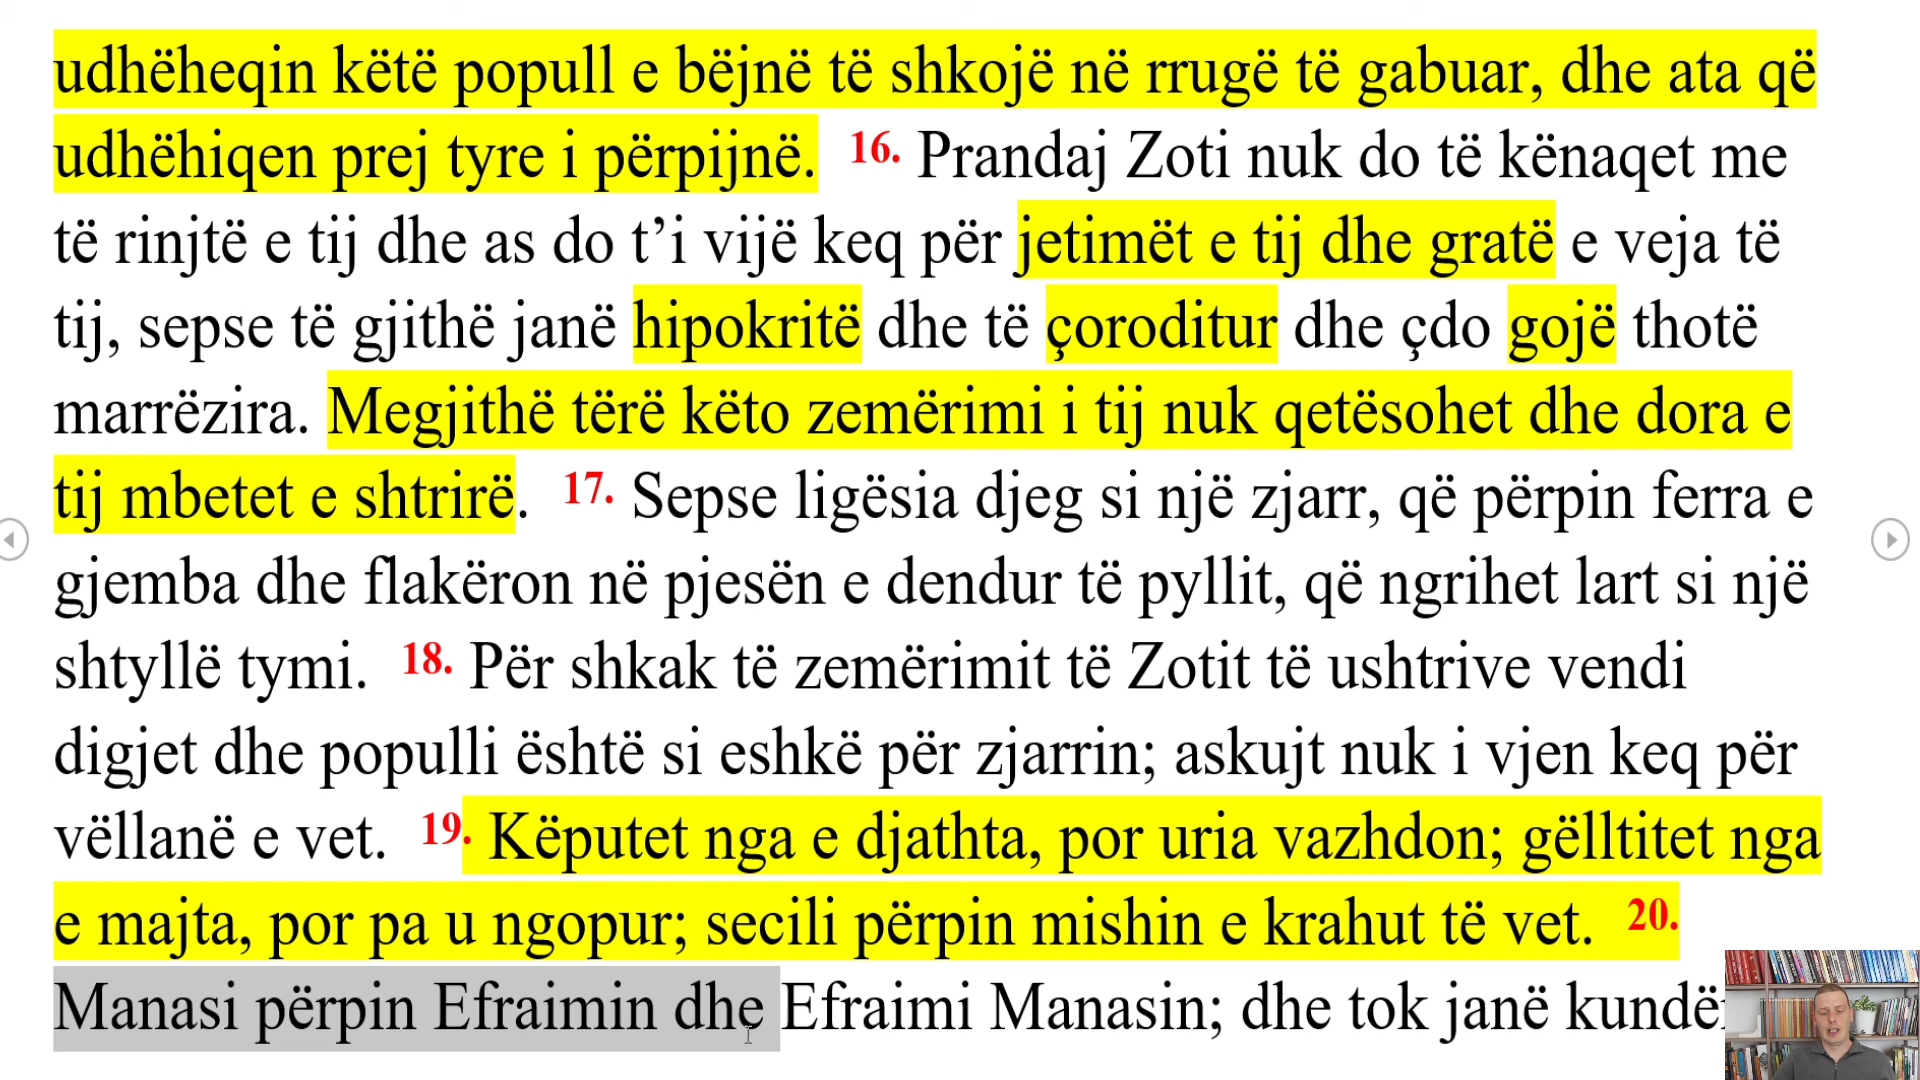 udhëheqin këtë popull e bëjnë të shkojë në rrugë të gabuar, dhe ata që
udhëhiqen prej tyre i përpijnë. 16. Prandaj Zoti nuk do të kënaqet me
të rinjtë e tij dhe as do t’i vijë keq për jetimët e tij dhe gratë e veja të
tij, sepse të gjithë janë hipokritë dhe të çoroditur dhe çdo gojë thotë
marrëzira. Megjithë tërë këto zemërimi i tij nuk qetësohet dhe dora e
tij mbetet e shtrirë. 17. Sepse ligësia djeg si një zjarr, që përpin ferra e
gjemba dhe flakëron në pjesën e dendur të pyllit, që ngrihet lart si një
shtyllë tymi. 18. Për shkak të zemërimit të Zotit të ushtrive vendi
digjet dhe populli është si eshkë për zjarrin; askujt nuk i vjen keq për
vëllanë e vet. 19. Këputet nga e djathta, por uria vazhdon; gëlltitet nga
e majta, por pa u ngopur; secili përpin mishin e krahut të vet. 20.
Manasi përpin Efraimin dhe Efraimi Manasin; dhe tok janë